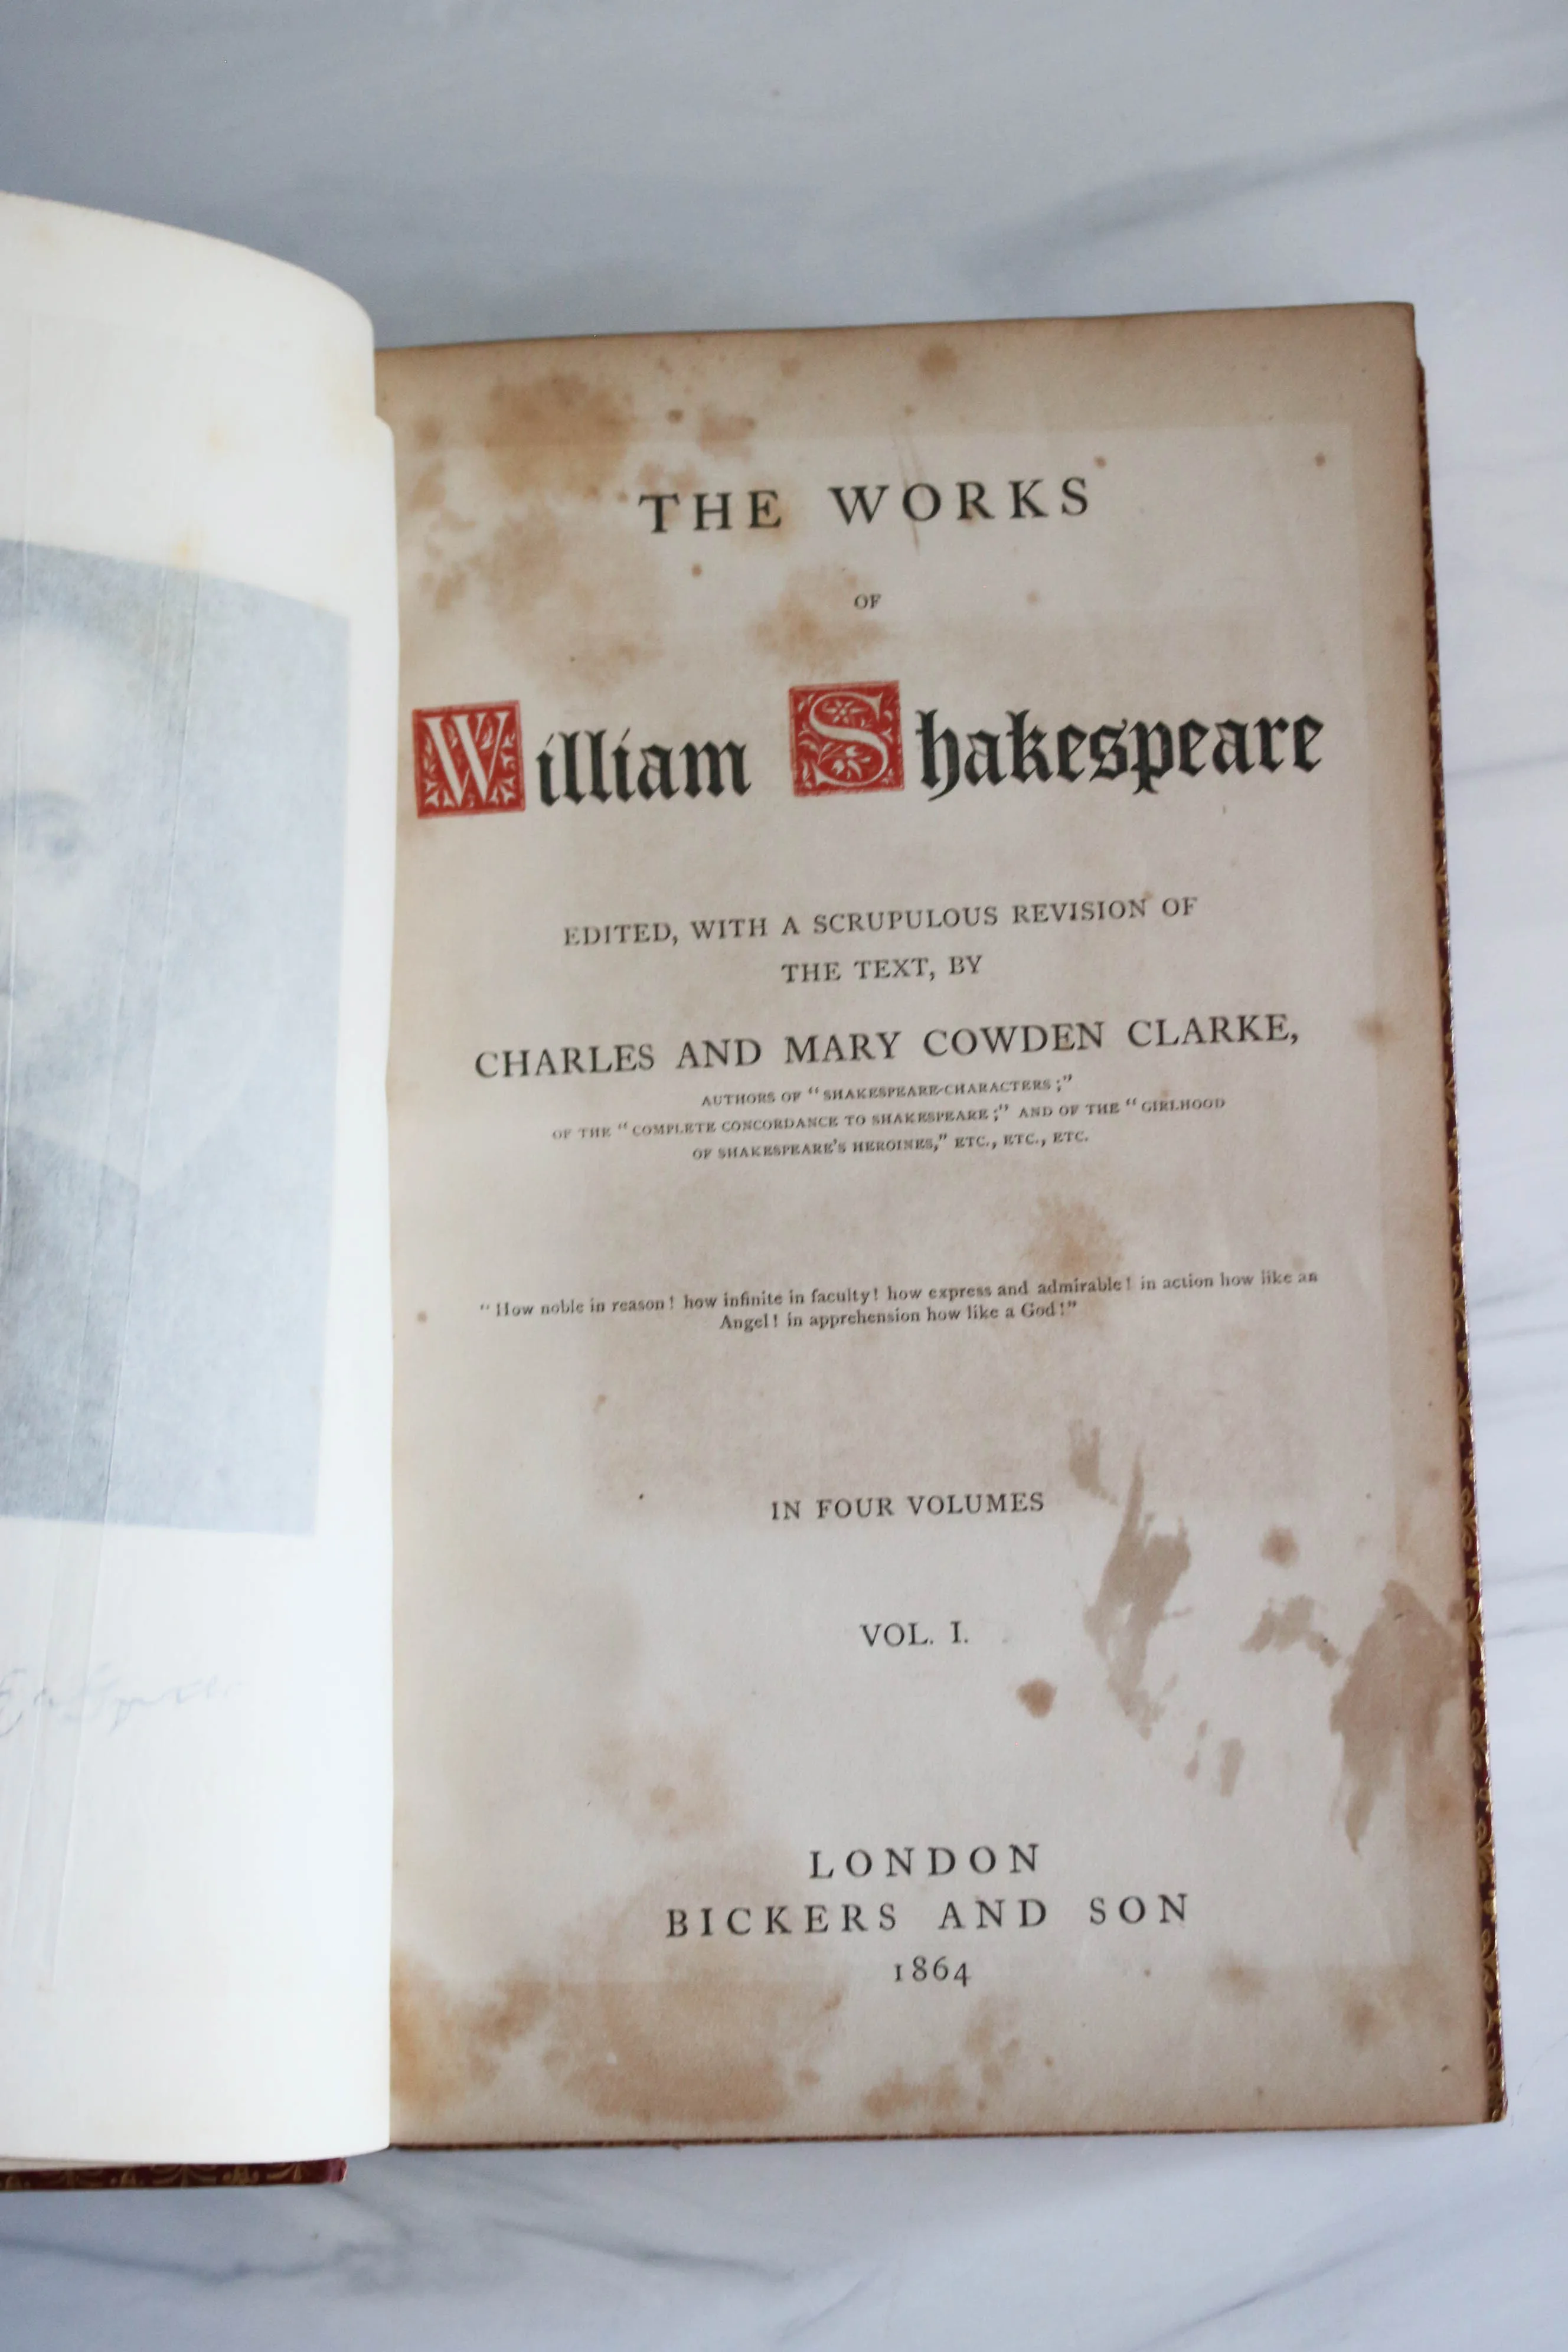 THE WORKS
OF
William Shakespeare
EDITED, WITH A SCRUPULOUS REVISION OF
THE TEXT, BY
CHARLES AND MARY COWDEN CLARKE,
AUTHORS OF “SHAKESPEARE-CHARACTERS;”
OF THE “COMPLETE CONCORDANCE TO SHAKESPEARE;” AND OF THE “GIRLHOOD
OF SHAKESPEARE'S HEROINES,” ETC., ETC., ETC.
“How noble in reason! how infinite in faculty! how express and admirable! in action how like an
Angel! in apprehension how like a God!”
IN FOUR VOLUMES
VOL. I.
LONDON
BICKERS AND SON
1864